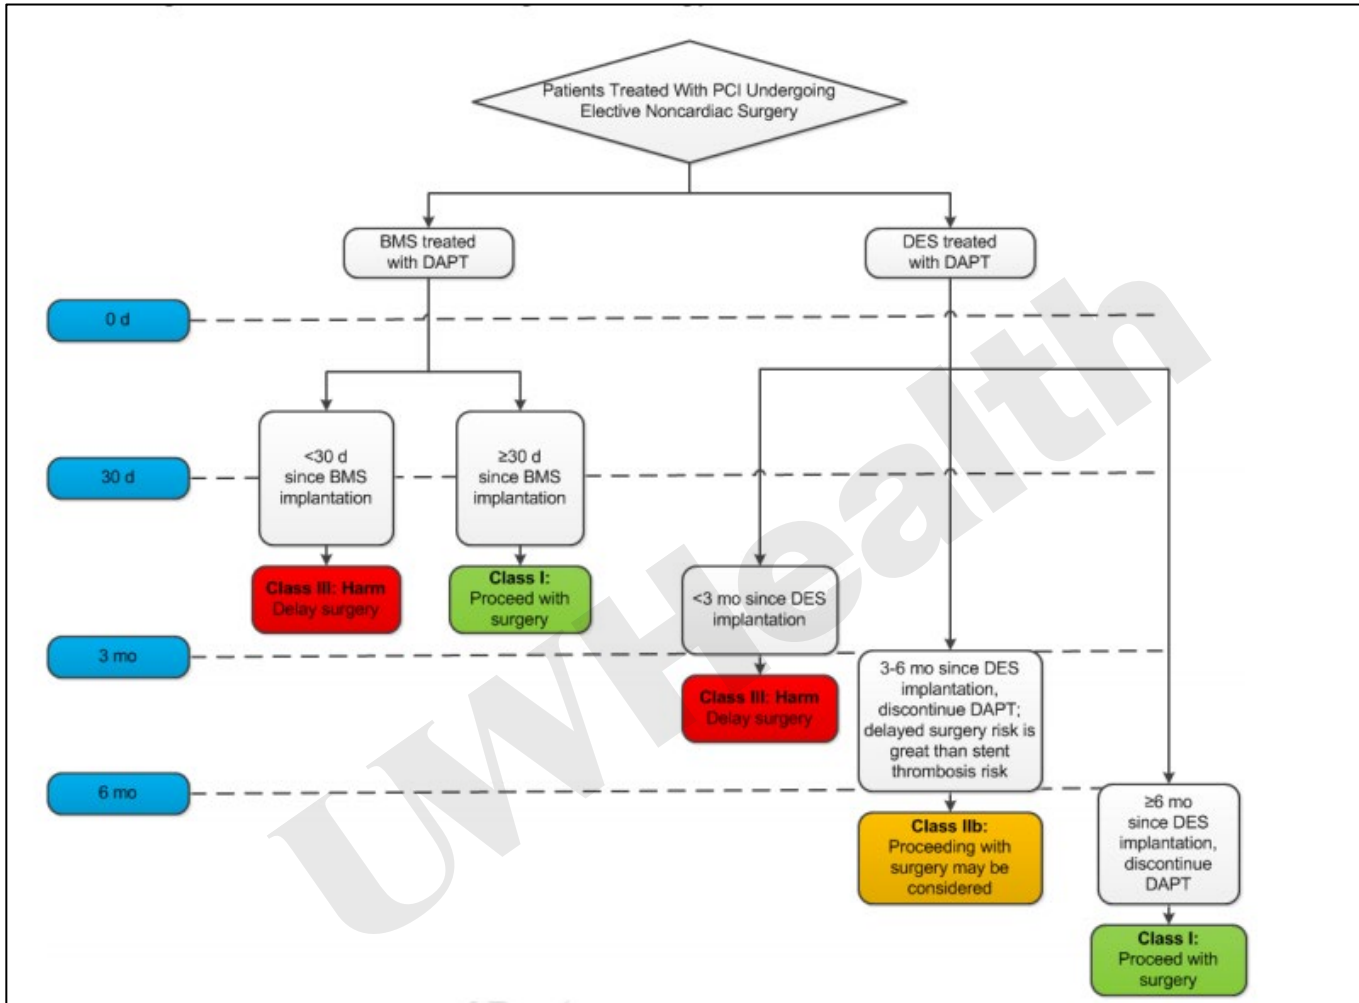 Patients Treated With PCI Undergoing
Elective Noncardiac Surgery
BMS treated
with DAPT
DES treated
with DAPT
0 d
<30 d
since BMS
implantation
≥30 d
since BMS
implantation
30 d
Class III: Harm
Delay surgery
Class I:
Proceed with
surgery
<3 mo since DES
implantation
3 mo
Class III: Harm
Delay surgery
3-6 mo since DES
implantation,
discontinue DAPT;
delayed surgery risk is
great than stent
thrombosis risk
6 mo
Class IIb:
Proceeding with
surgery may be
considered
≥6 mo
since DES
implantation,
discontinue
DAPT
Class I:
Proceed with
surgery
UWHealth